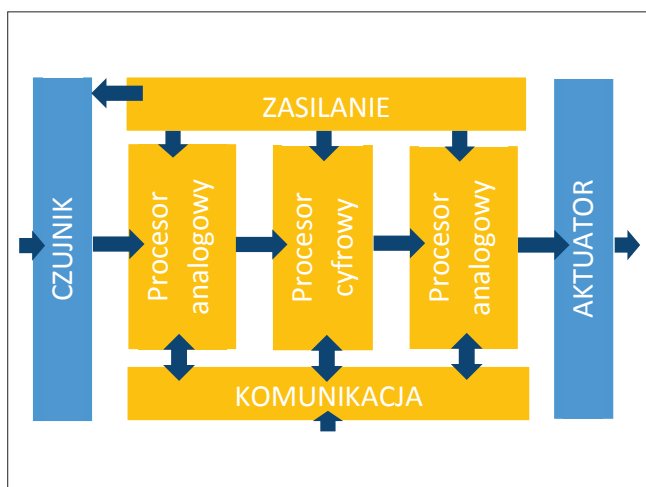 ZASILANIE
CZUJNIK
Procesor
analogowy
Procesor
cyfrowy
Procesor
analogowy
AKTUATOR
KOMUNIKACJA